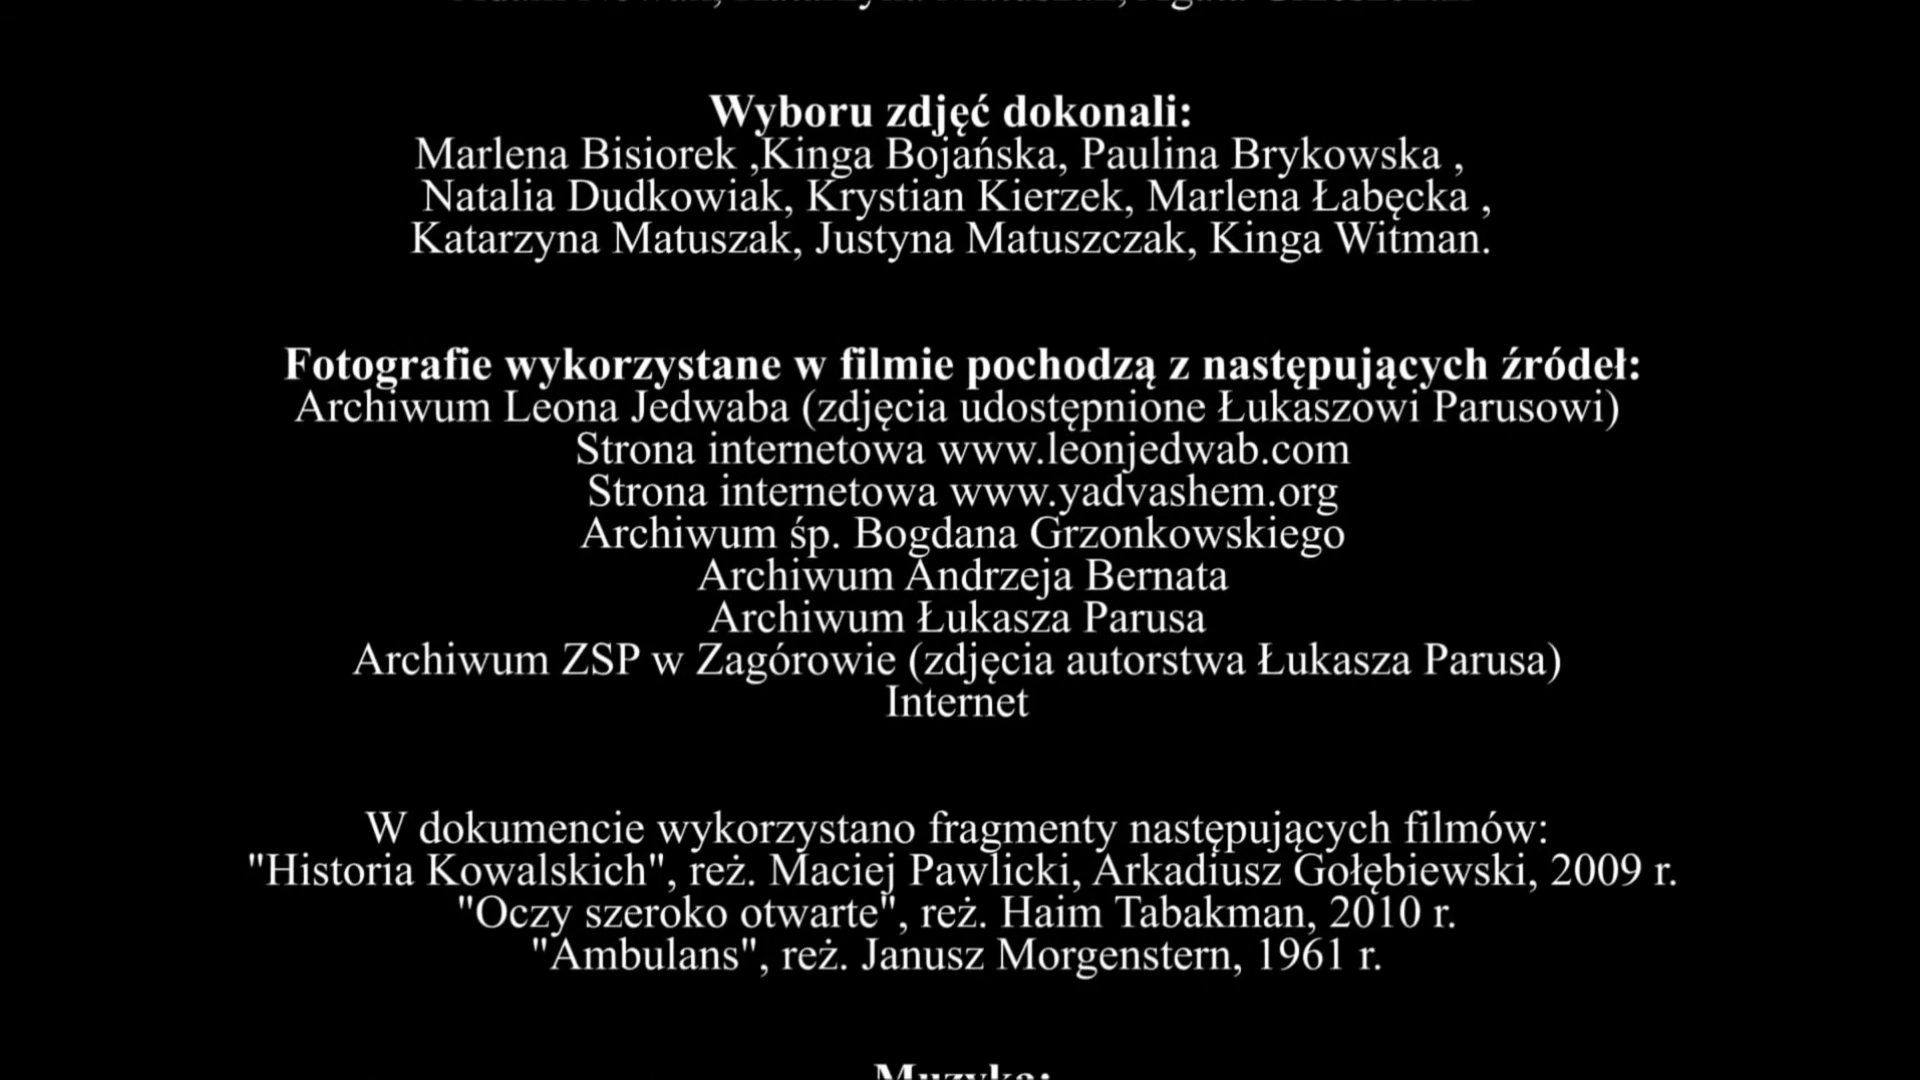 Wyboru zdjęć dokonali:
Marlena Bisiorek ,Kinga Bojańska, Paulina Brykowska ,
Natalia Dudkowiak, Krystian Kierzek, Marlena Łabęcka ,
Katarzyna Matuszak, Justyna Matuszczak, Kinga Witman.
Fotografie wykorzystane w filmie pochodzą z następujących źródeł:
Archiwum Leona Jedwaba (zdjęcia udostępnione Łukaszowi Parusowi)
Strona internetowa www.leonjedwab.com
Strona internetowa www.yadvashem.org
Archiwum śp. Bogdana Grzonkowskiego
Archiwum Andrzeja Bernata
Archiwum Łukasza Parusa
Archiwum ZSP w Zagórowie (zdjęcia autorstwa Łukasza Parusa)
Internet
W dokumencie wykorzystano fragmenty następujących filmów:
"Historia Kowalskich", reż. Maciej Pawlicki, Arkadiusz Gołębiewski, 2009 r.
"Oczy szeroko otwarte", reż. Haim Tabakman, 2010 r.
"Ambulans", reż. Janusz Morgenstern, 1961 r.
Muzyka: